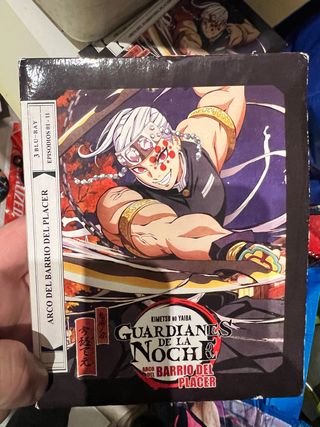 3 BLU-RAY
EPISODIOS 01 - 11
ARCO DEL BARRIO DEL PLACER
KIMETSU NO YAIBA
GUARDIANES
DE LA
NOCHE
ARCO
DEL BARRIO DEL
PLACER